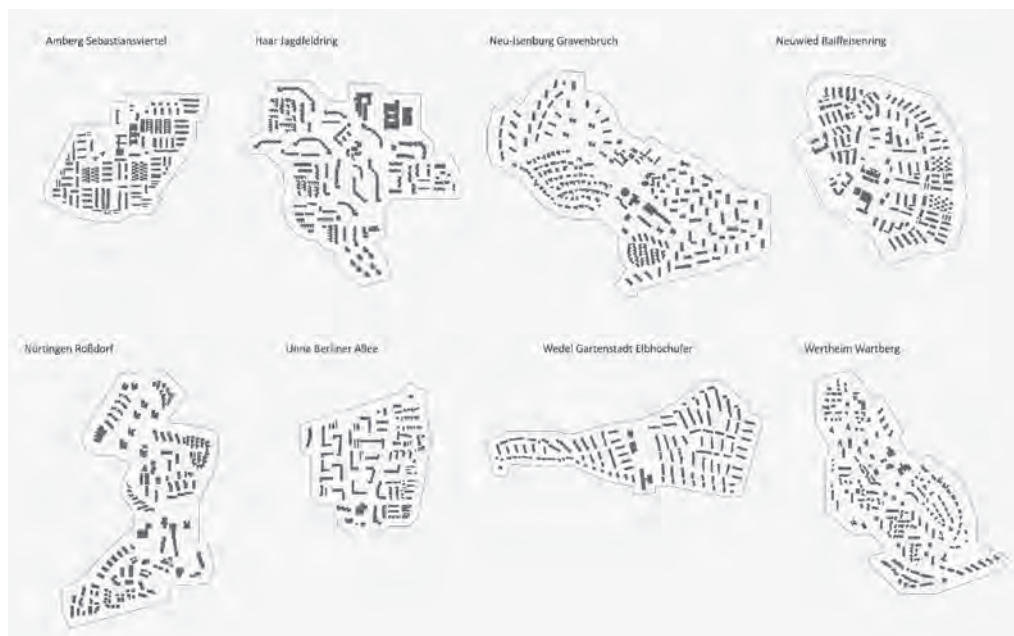 Amberg Sebastiansviertel
Haar Jagdfeldring
Neu-Isenburg Gravenbruch
Neuwied Raiffeisenring
Nürtingen Roßdorf
Unna Berliner Allee
Wedel Gartenstadt Elbhochufer
Wertheim Wartberg